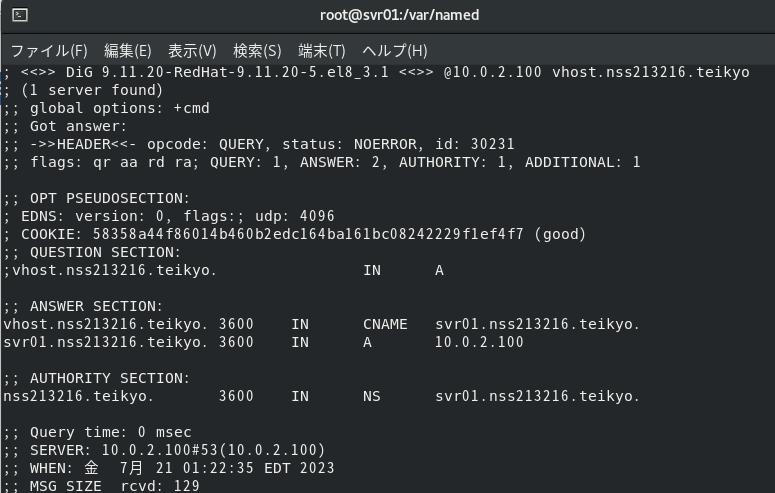 root@svr01:/var/named
ファイル(F) 編集(E) 表示(V) 検索(S) 端末(T) ヘルプ(H)
; <<>> DiG 9.11.20-RedHat-9.11.20-5.el8_3.1 <<>> @10.0.2.100 vhost.nss213216.teikyo
; (1 server found)
;; global options: +cmd
;; Got answer:
;; ->>HEADER<<- opcode: QUERY, status: NOERROR, id: 30231
;; flags: qr aa rd ra; QUERY: 1, ANSWER: 2, AUTHORITY: 1, ADDITIONAL: 1
;; OPT PSEUDOSECTION:
; EDNS: version: 0, flags:; udp: 4096
; COOKIE: 58358a44f86014b460b2edc164ba161bc08242229f1ef4f7 (good)
;; QUESTION SECTION:
;vhost.nss213216.teikyo. IN A
;; ANSWER SECTION:
vhost.nss213216.teikyo. 3600 IN CNAME svr01.nss213216.teikyo.
svr01.nss213216.teikyo. 3600 IN A 10.0.2.100
;; AUTHORITY SECTION:
nss213216.teikyo. 3600 IN NS svr01.nss213216.teikyo.
;; Query time: 0 msec
;; SERVER: 10.0.2.100#53(10.0.2.100)
;; WHEN: 金 7月 21 01:22:35 EDT 2023
;; MSG SIZE rcvd: 129